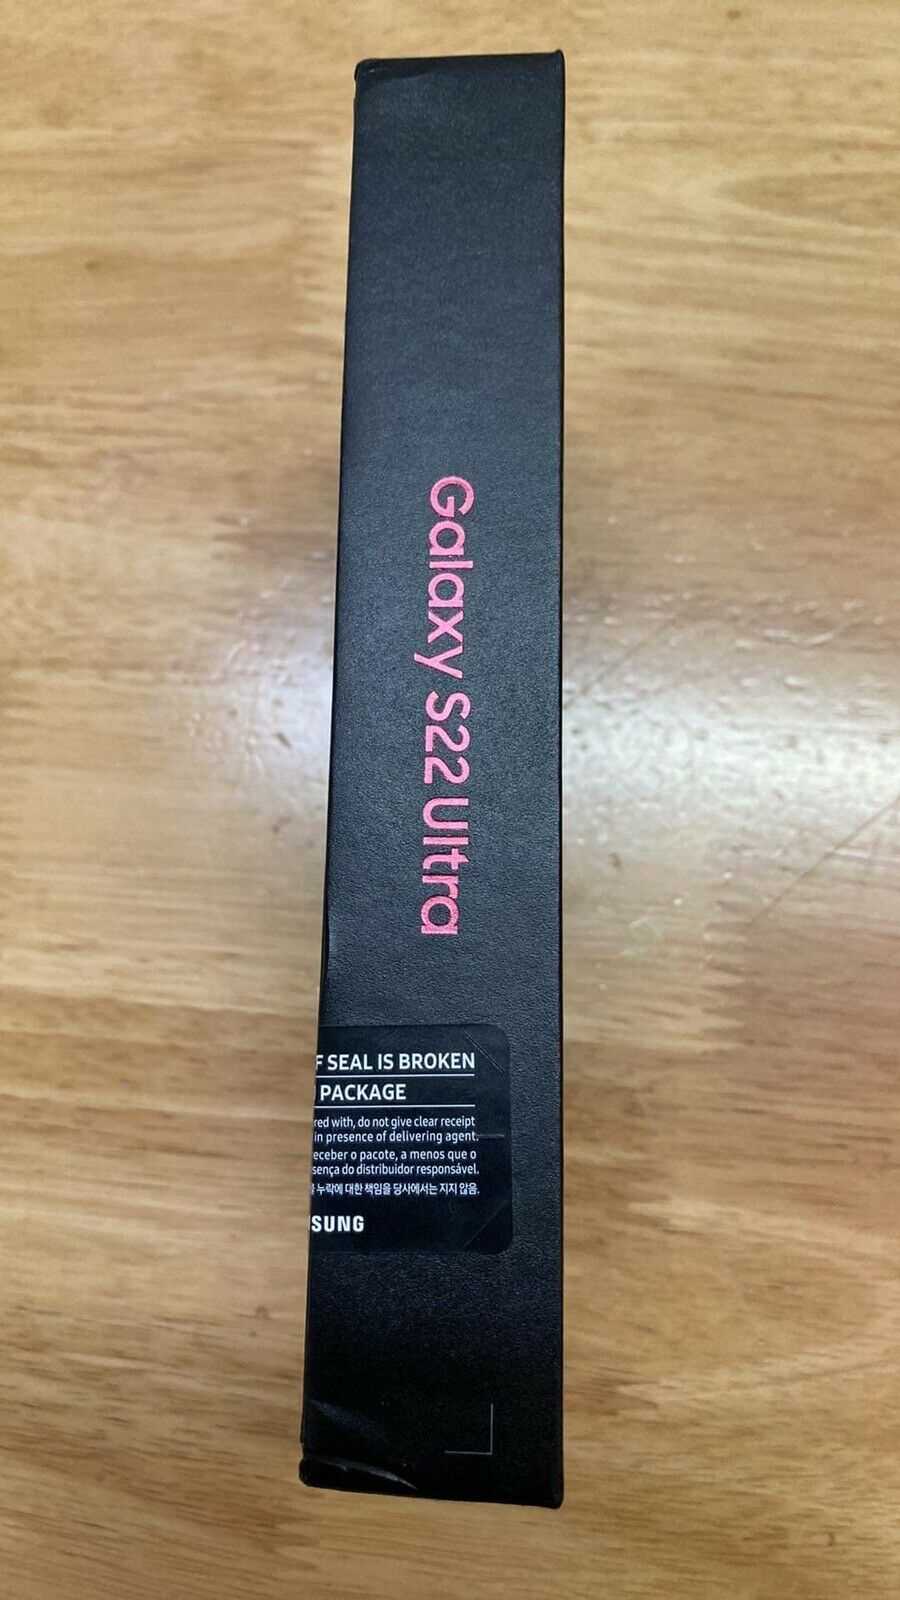 Galaxy S22 Ultra
F SEAL IS BROKEN
PACKAGE
red with, do not give clear receipt
in presence of delivering agent.
eceber o pacote, a menos que o
sença do distribuidor responsável.
누락에 대한 책임을 당사에서는 지지 않음.
SUNG